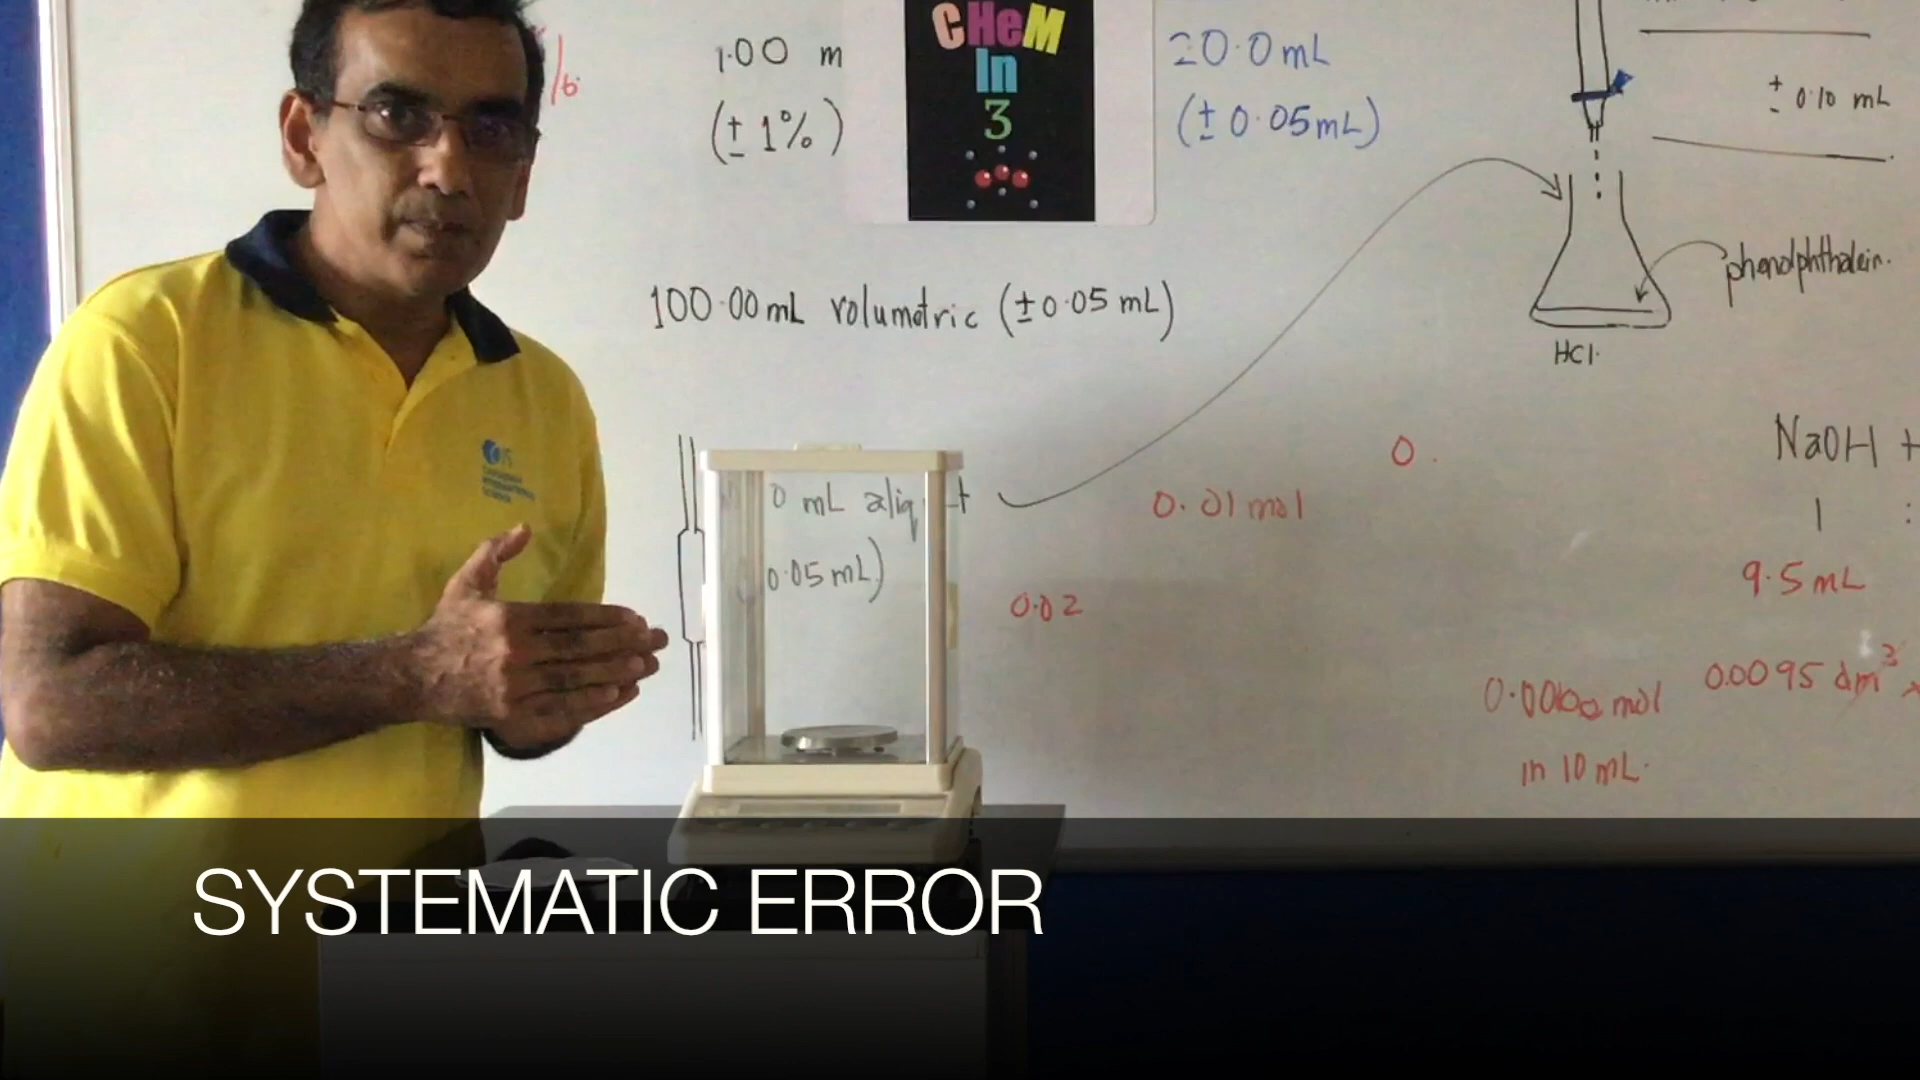 1.00 m
(± 1%)
CHeM
In
3
20.0 mL
(± 0.05 mL)
± 0.10 mL
phenolphthalein.
HCl.
100.00 mL volumetric (± 0.05 mL)
0 mL
0.05 mL)
0.01 mol
0.02
0.
NaOH +
1 :
9.5 mL
0.0095 dm³ x
mol
in 10 mL.
SYSTEMATIC ERROR